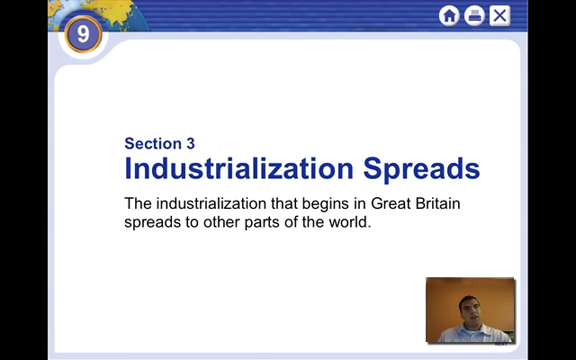 9
Section 3
Industrialization Spreads
The industrialization that begins in Great Britain
spreads to other parts of the world.